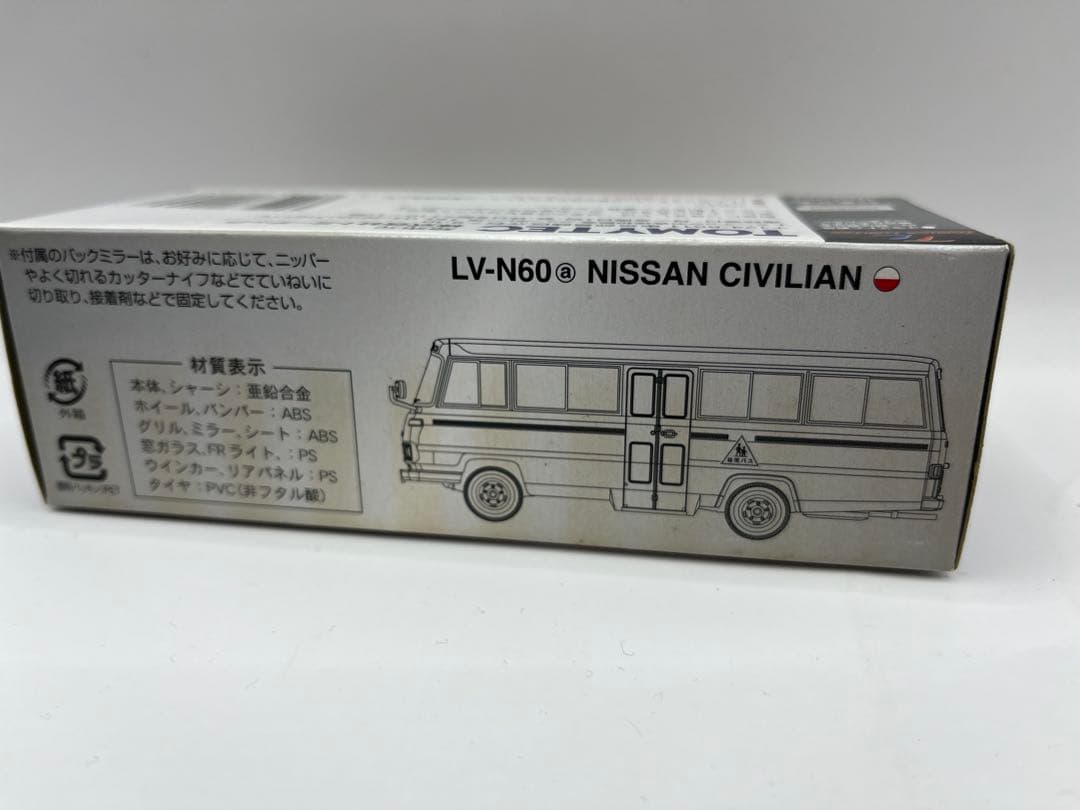 TOMYTEC
LV-N60ⓐ NISSAN CIVILIAN
※付属のバックミラーは、お好みに応じて、ニッパー
やよく切れるカッターナイフなどでていねいに
切り取り、接着剤などで固定してください。
紙
外箱
プラ
材質表示
本体、シャーシ：亜鉛合金
ホイール、バンパー：ABS
グリル、ミラー、シート：ABS
窓ガラス、FRライト、：PS
ウインカー、リアパネル：PS
タイヤ：PVC（非フタル酸）
幼児バス